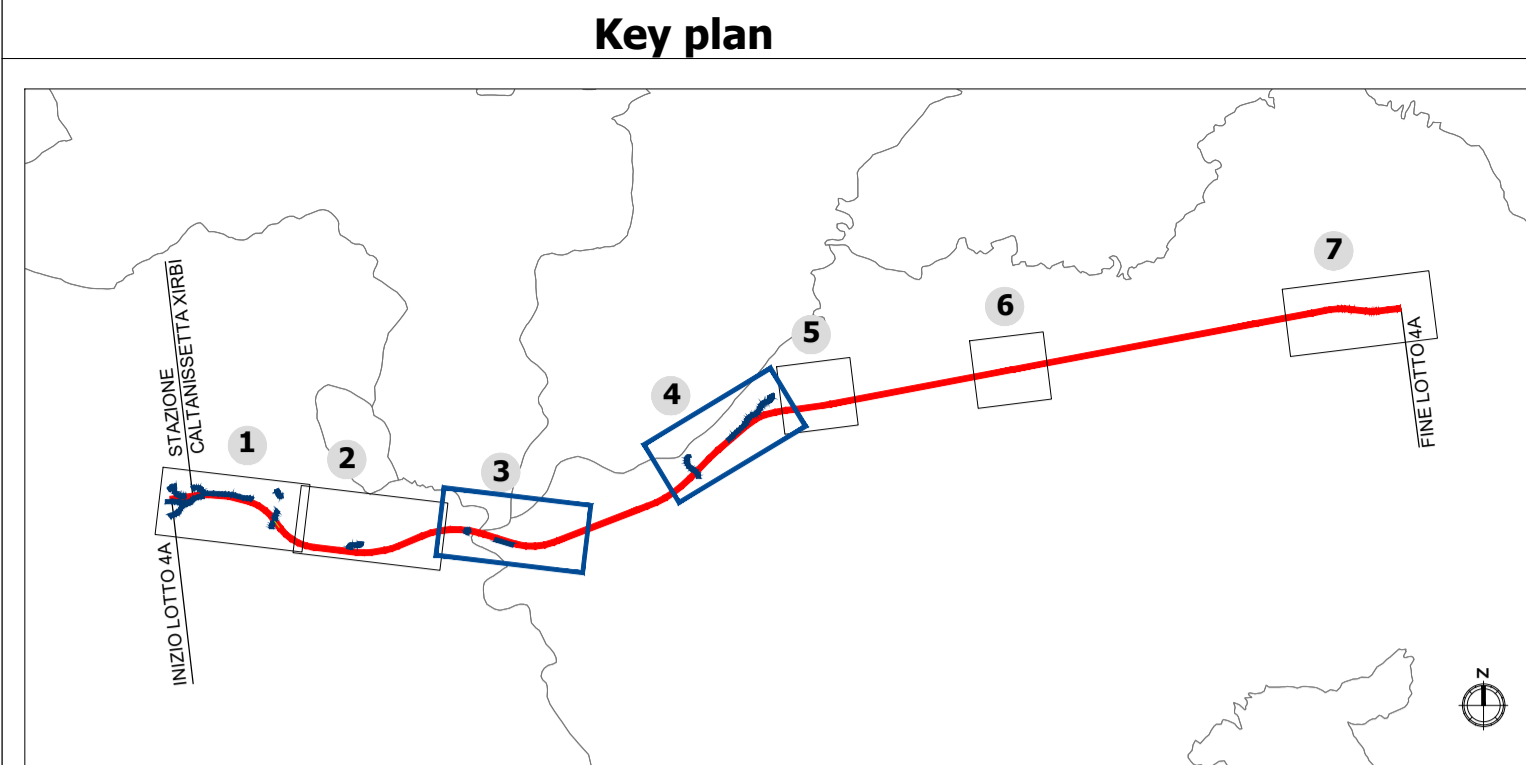 Key plan
STAZIONE
CALTANISSETTA XIRBI
INIZIO LOTTO 4A
1
2
3
4
5
6
7
FINE LOTTO 4A
N